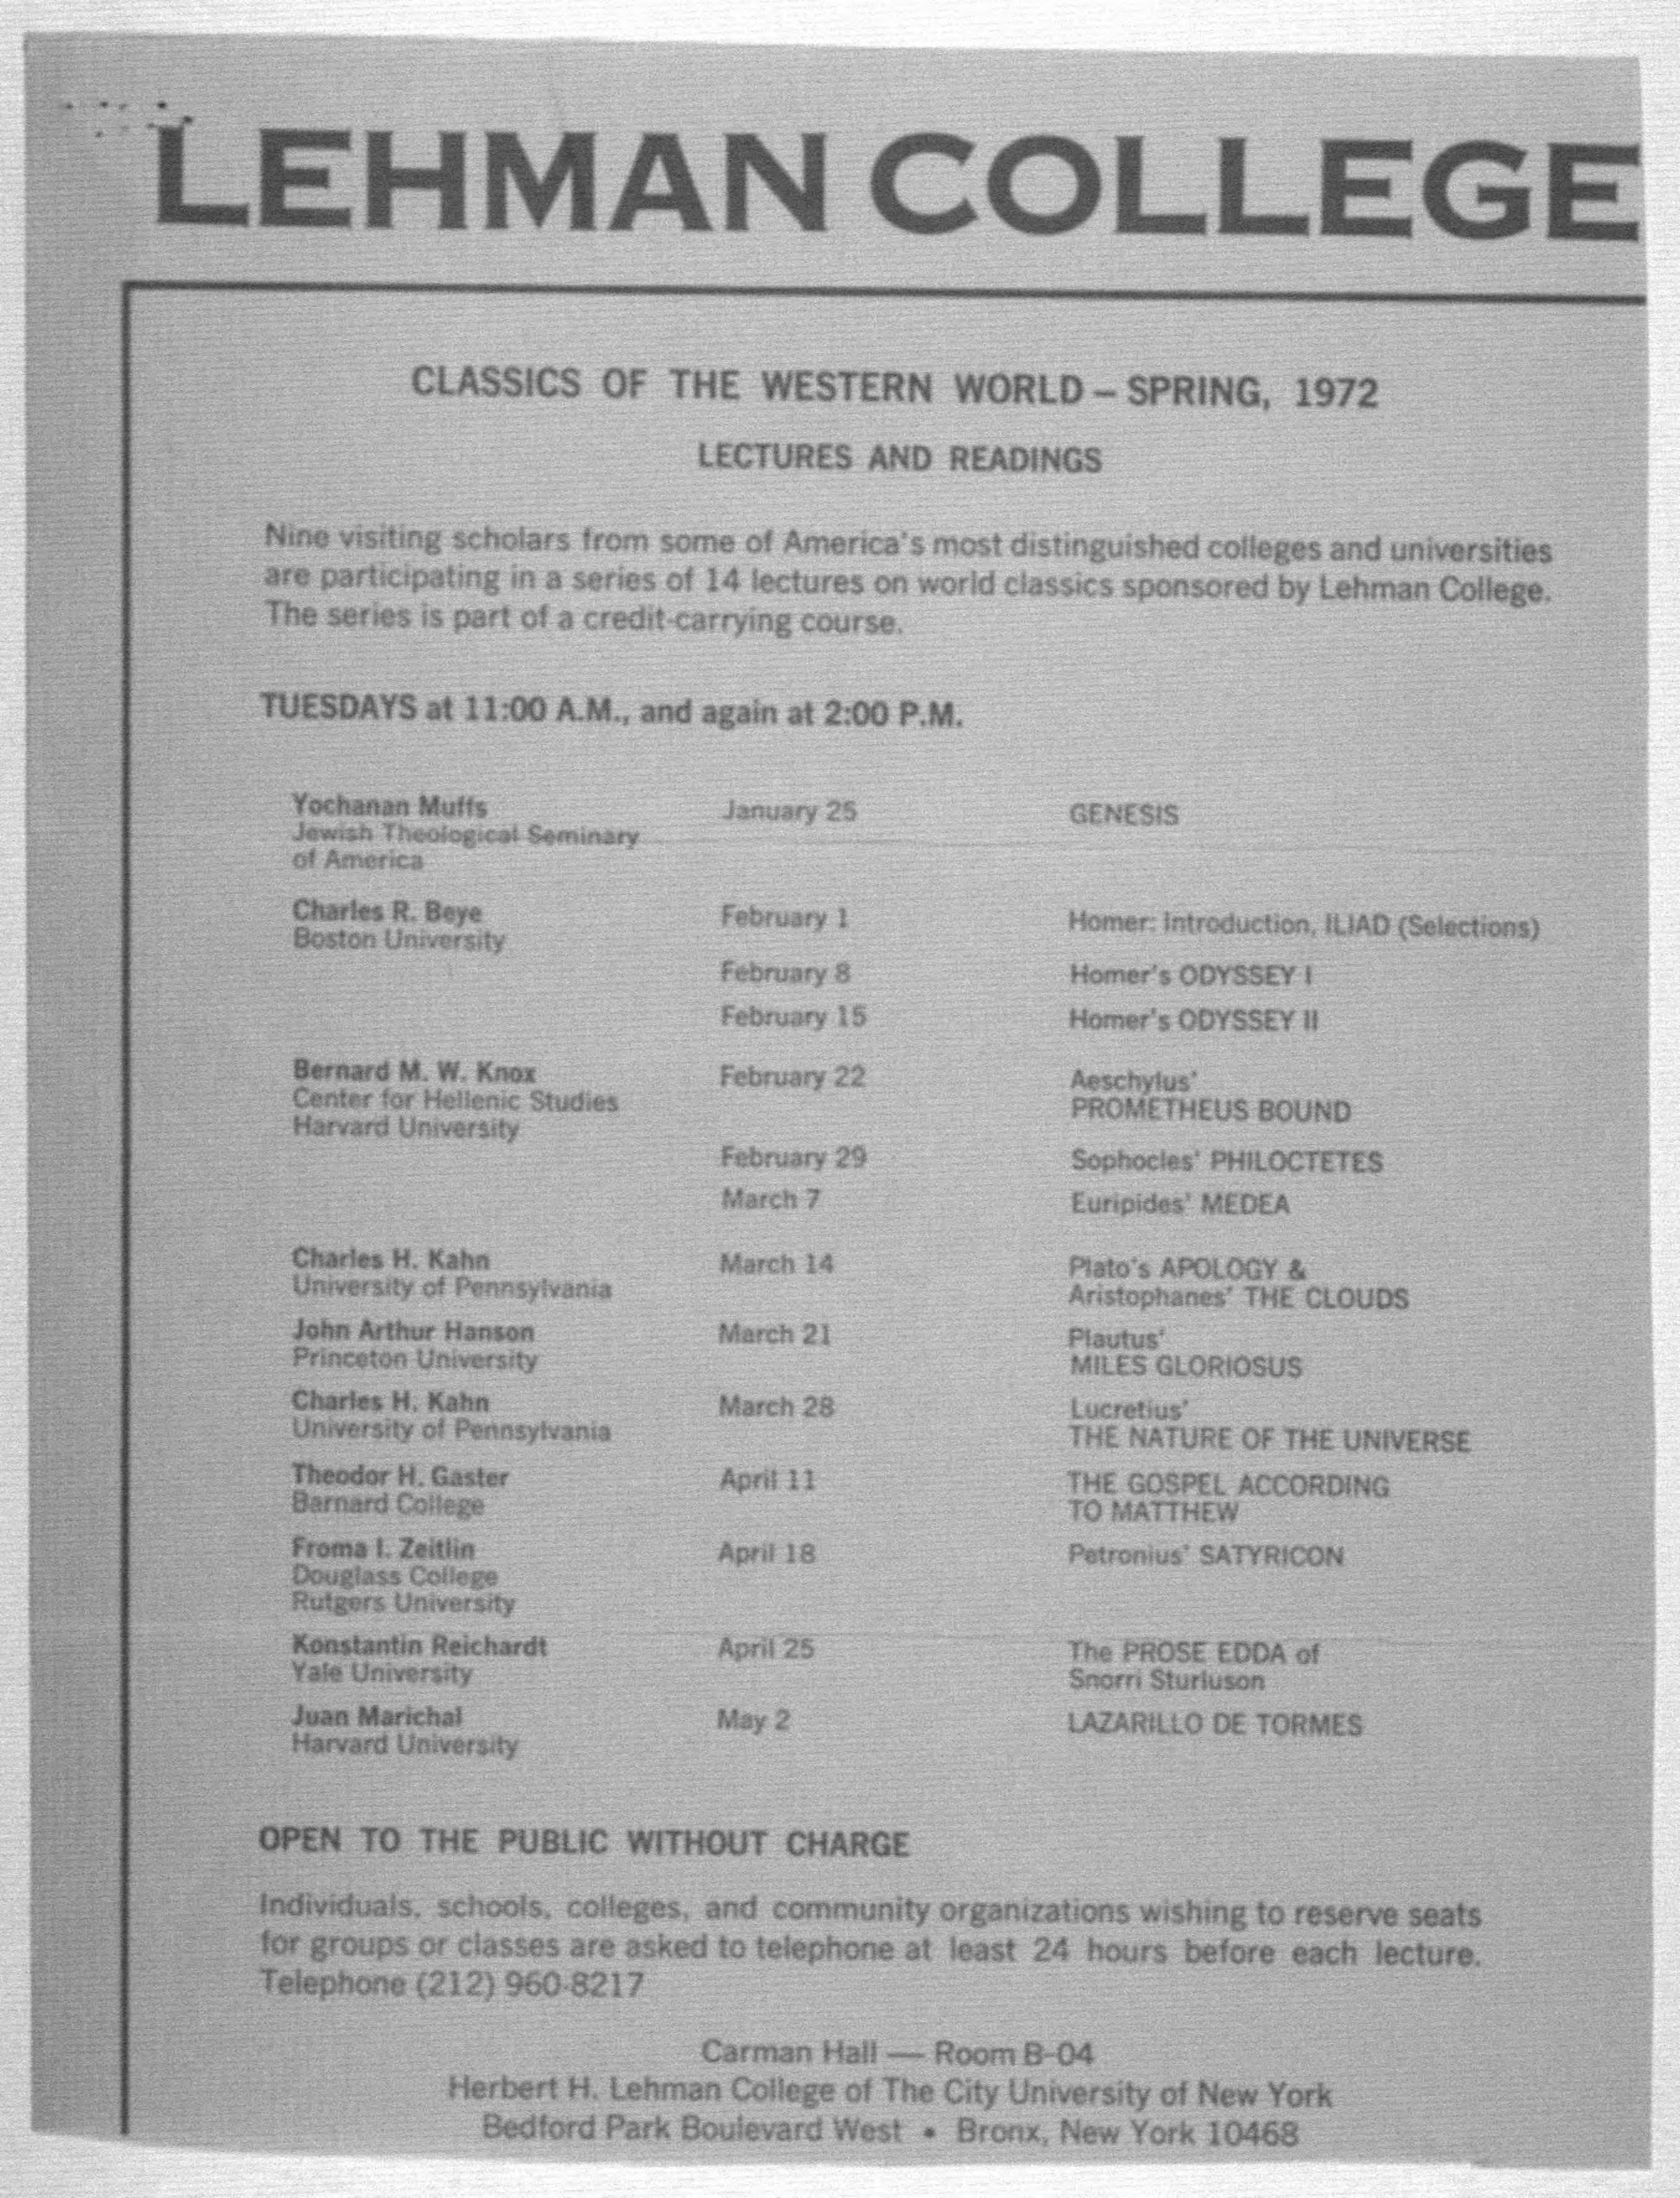 LEHMAN COLLEGE
CLASSICS OF THE WESTERN WORLD – SPRING, 1972
LECTURES AND READINGS
Nine visiting scholars from some of America's most distinguished colleges and universities
are participating in a series of 14 lectures on world classics sponsored by Lehman College.
The series is part of a credit-carrying course.
TUESDAYS at 11:00 A.M., and again at 2:00 P.M.
Yochanan Muffs January 25 GENESIS
Jewish Theological Seminary
of America
Charles R. Beye February 1 Homer: Introduction, ILIAD (Selections)
Boston University
February 8 Homer's ODYSSEY I
February 15 Homer's ODYSSEY II
Bernard M. W. Knox February 22 Aeschylus'
Center for Hellenic Studies PROMETHEUS BOUND
Harvard University
February 29 Sophocles' PHILOCTETES
March 7 Euripides' MEDEA
Charles H. Kahn March 14 Plato's APOLOGY &
University of Pennsylvania Aristophanes' THE CLOUDS
John Arthur Hanson March 21 Plautus'
Princeton University MILES GLORIOSUS
Charles H. Kahn March 28 Lucretius'
University of Pennsylvania THE NATURE OF THE UNIVERSE
Theodor H. Gaster April 11 THE GOSPEL ACCORDING
Barnard College TO MATTHEW
Froma I. Zeitlin April 18 Petronius' SATYRICON
Douglass College
Rutgers University
Konstantin Reichardt April 25 The PROSE EDDA of
Yale University Snorri Sturluson
Juan Marichal May 2 LAZARILLO DE TORMES
Harvard University
OPEN TO THE PUBLIC WITHOUT CHARGE
Individuals, schools, colleges, and community organizations wishing to reserve seats
for groups or classes are asked to telephone at least 24 hours before each lecture.
Telephone (212) 960-8217
Carman Hall — Room B-04
Herbert H. Lehman College of The City University of New York
Bedford Park Boulevard West • Bronx, New York 10468